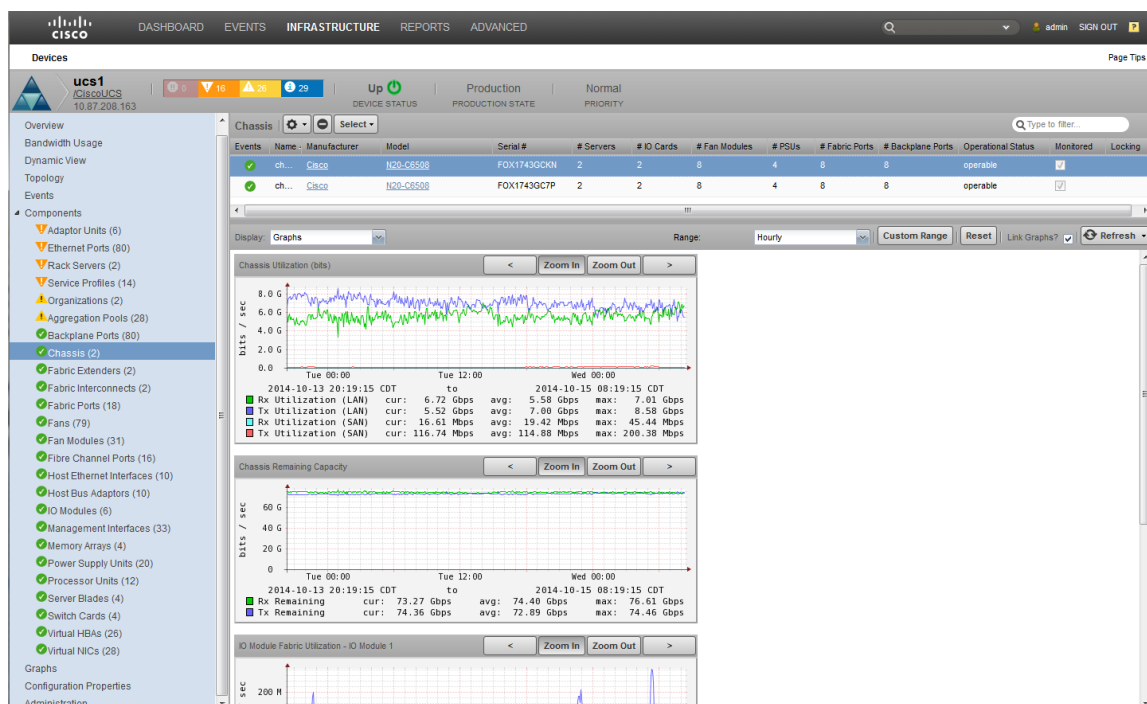 CISCO DASHBOARD EVENTS INFRASTRUCTURE REPORTS ADVANCED admin SIGN OUT ?
Devices Page Tips
ucs1
/CiscoUCS
10.87.208.163
0 16 26 29
Up
DEVICE STATUS
Production
PRODUCTION STATE
Normal
PRIORITY
Overview
Bandwidth Usage
Dynamic View
Topology
Events
Components
Adaptor Units (6)
Ethernet Ports (80)
Rack Servers (2)
Service Profiles (14)
Organizations (2)
Aggregation Pools (28)
Backplane Ports (80)
Chassis (2)
Fabric Extenders (2)
Fabric Interconnects (2)
Fabric Ports (18)
Fans (79)
Fan Modules (31)
Fibre Channel Ports (16)
Host Ethernet Interfaces (10)
Host Bus Adaptors (10)
IO Modules (6)
Management Interfaces (33)
Memory Arrays (4)
Power Supply Units (20)
Processor Units (12)
Server Blades (4)
Switch Cards (4)
Virtual HBAs (26)
Virtual NICs (28)
Graphs
Configuration Properties
Administration
Chassis Select Type to filter...
Events Name Manufacturer Model Serial # # Servers # IO Cards # Fan Modules # PSUs # Fabric Ports # Backplane Ports Operational Status Monitored Locking
ch... Cisco N20-C6508 FOX1743GCKN 2 2 8 4 8 8 operable
ch... Cisco N20-C6508 FOX1743GC7P 2 2 8 4 8 8 operable
Display: Graphs Range: Hourly Custom Range Reset Link Graphs? Refresh
Chassis Utilization (bits) < Zoom In Zoom Out >
bits / sec
8.0 G
6.0 G
4.0 G
2.0 G
0.0
Tue 00:00 Tue 12:00 Wed 00:00
2014-10-13 20:19:15 CDT to 2014-10-15 08:19:15 CDT
Rx Utilization (LAN) cur: 6.72 Gbps avg: 5.58 Gbps max: 7.01 Gbps
Tx Utilization (LAN) cur: 5.52 Gbps avg: 7.00 Gbps max: 8.58 Gbps
Rx Utilization (SAN) cur: 16.61 Mbps avg: 19.42 Mbps max: 45.44 Mbps
Tx Utilization (SAN) cur: 116.74 Mbps avg: 114.88 Mbps max: 200.38 Mbps
Chassis Remaining Capacity < Zoom In Zoom Out >
bits / sec
60 G
40 G
20 G
0
Tue 00:00 Tue 12:00 Wed 00:00
2014-10-13 20:19:15 CDT to 2014-10-15 08:19:15 CDT
Rx Remaining cur: 73.27 Gbps avg: 74.40 Gbps max: 76.61 Gbps
Tx Remaining cur: 74.36 Gbps avg: 72.89 Gbps max: 74.46 Gbps
IO Module Fabric Utilization - IO Module 1 < Zoom In Zoom Out >
sec
200 M